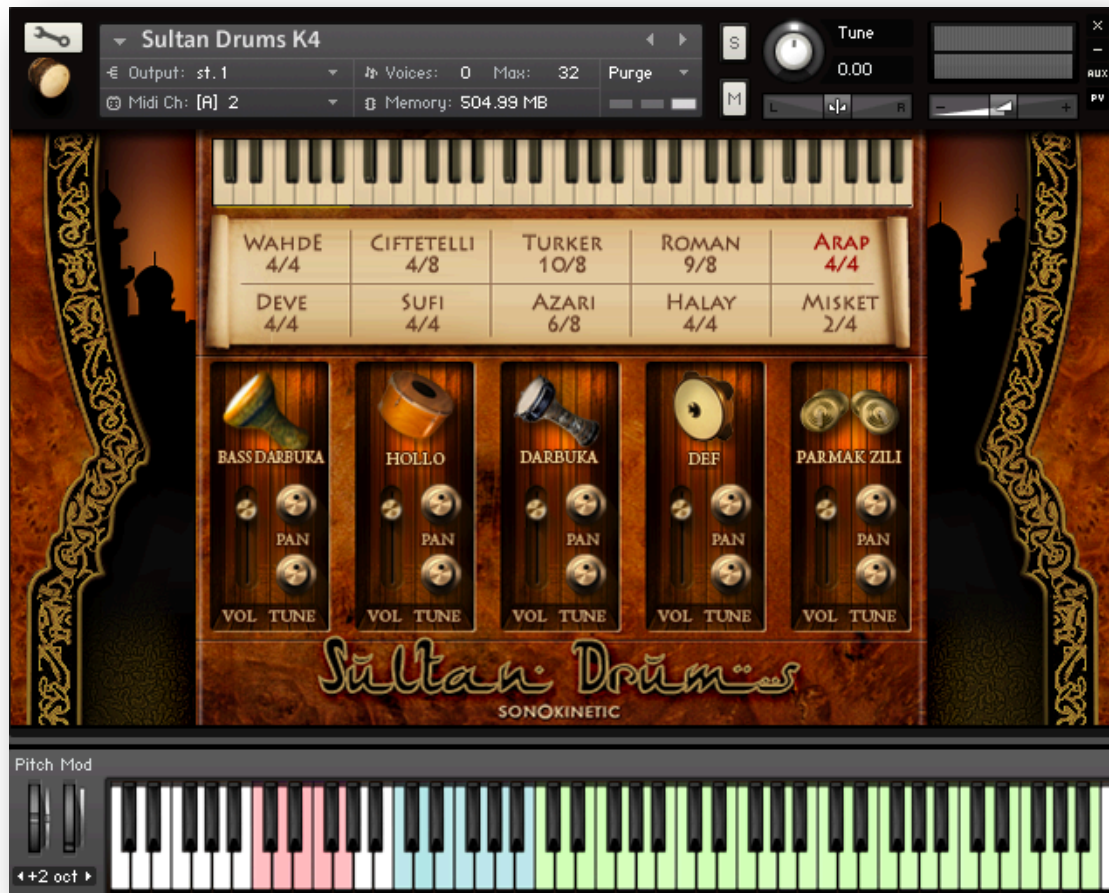 Sultan Drums K4
Output: st. 1
Voices: 0 Max: 32 Purge
Midi Ch: [A] 2
Memory: 504.99 MB
S
M
Tune
0.00
L R
- +
×
-
AUX
PV
WAHDE CIFTETELLI TURKER ROMAN ARAP
4/4 4/8 10/8 9/8 4/4
DEVE SUFI AZARI HALAY MISKET
4/4 4/4 6/8 4/4 2/4
BASS DARBUKA HOLLO DARBUKA DEF PARMAK ZILI
PAN PAN PAN PAN PAN
VOL TUNE VOL TUNE VOL TUNE VOL TUNE VOL TUNE
Sultan Drums
SONOKINETIC
Pitch Mod
+2 oct